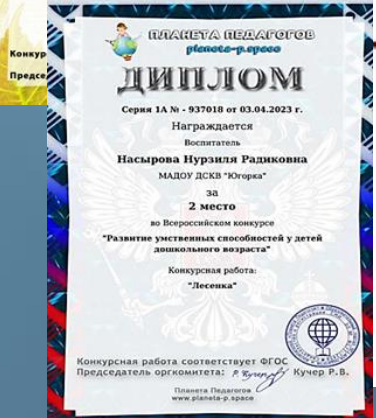 Конкур
Предсе
ПЛАНЕТА ПЕДАГОГОВ
planeta-p.space
ДИПЛОМ
Серия 1А № - 937018 от 03.04.2023 г.
Награждается
Воспитатель
Насырова Нурзиля Радиковна
МАДОУ ДСКВ "Югорка"
за
2 место
во Всероссийском конкурсе
"Развитие умственных способностей у детей
дошкольного возраста"
Конкурсная работа:
"Лесенка"
Конкурсная работа соответствует ФГОС
Председатель оргкомитета: Кучер Р.В.
Планета Педагогов
www.planeta-p.space